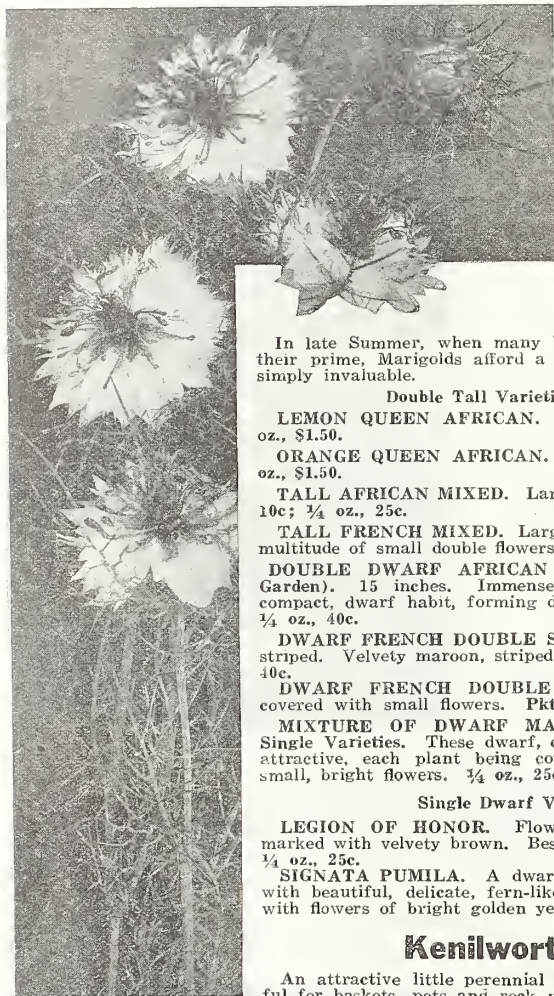 In late Summer, when many
their prime, Marigolds afford a
simply invaluable.
Double Tall Varieti
LEMON QUEEN AFRICAN.
oz., $1.50.
ORANGE QUEEN AFRICAN.
oz., $1.50.
TALL AFRICAN MIXED. Lar
10c; ¼ oz., 25c.
TALL FRENCH MIXED. Larg
multitude of small double flowers
DOUBLE DWARF AFRICAN
Garden). 15 inches. Immense
compact, dwarf habit, forming d
¼ oz., 40c.
DWARF FRENCH DOUBLE S
striped. Velvety maroon, striped
40c.
DWARF FRENCH DOUBLE
covered with small flowers. Pkt
MIXTURE OF DWARF MA
Single Varieties. These dwarf, c
attractive, each plant being co
small, bright flowers. ¼ oz., 25c
Single Dwarf V
LEGION OF HONOR. Flow
marked with velvety brown. Bes
¼ oz., 25c.
SIGNATA PUMILA. A dwar
with beautiful, delicate, fern-like
with flowers of bright golden ye
Kenilwort
An attractive little perennial
ful for baskets, pots and rock